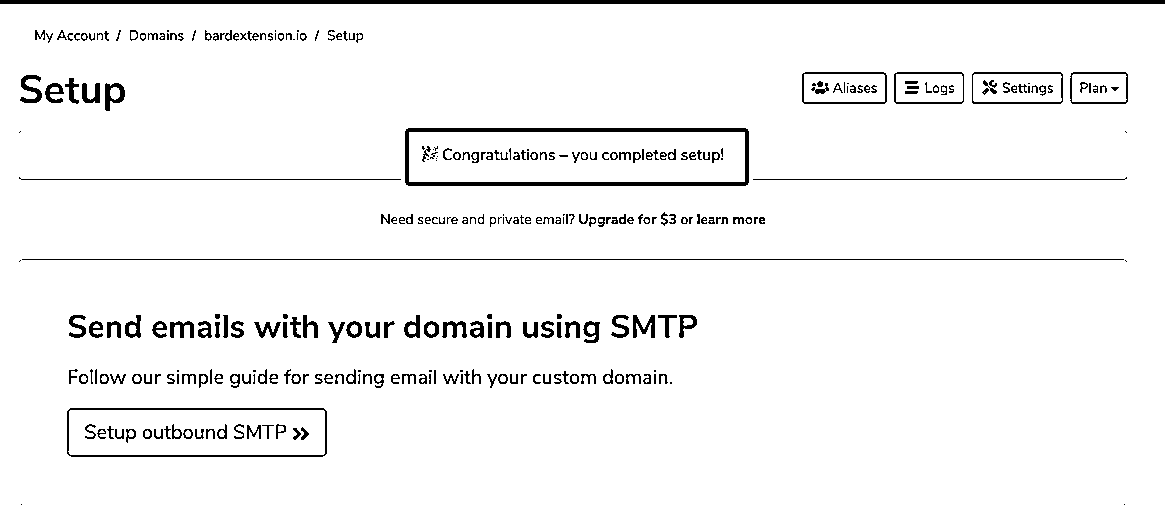 My Account / Domains / bardextension.io / Setup
Setup
Aliases Logs Settings Plan
Congratulations – you completed setup!
Need secure and private email? Upgrade for $3 or learn more
Send emails with your domain using SMTP
Follow our simple guide for sending email with your custom domain.
Setup outbound SMTP »